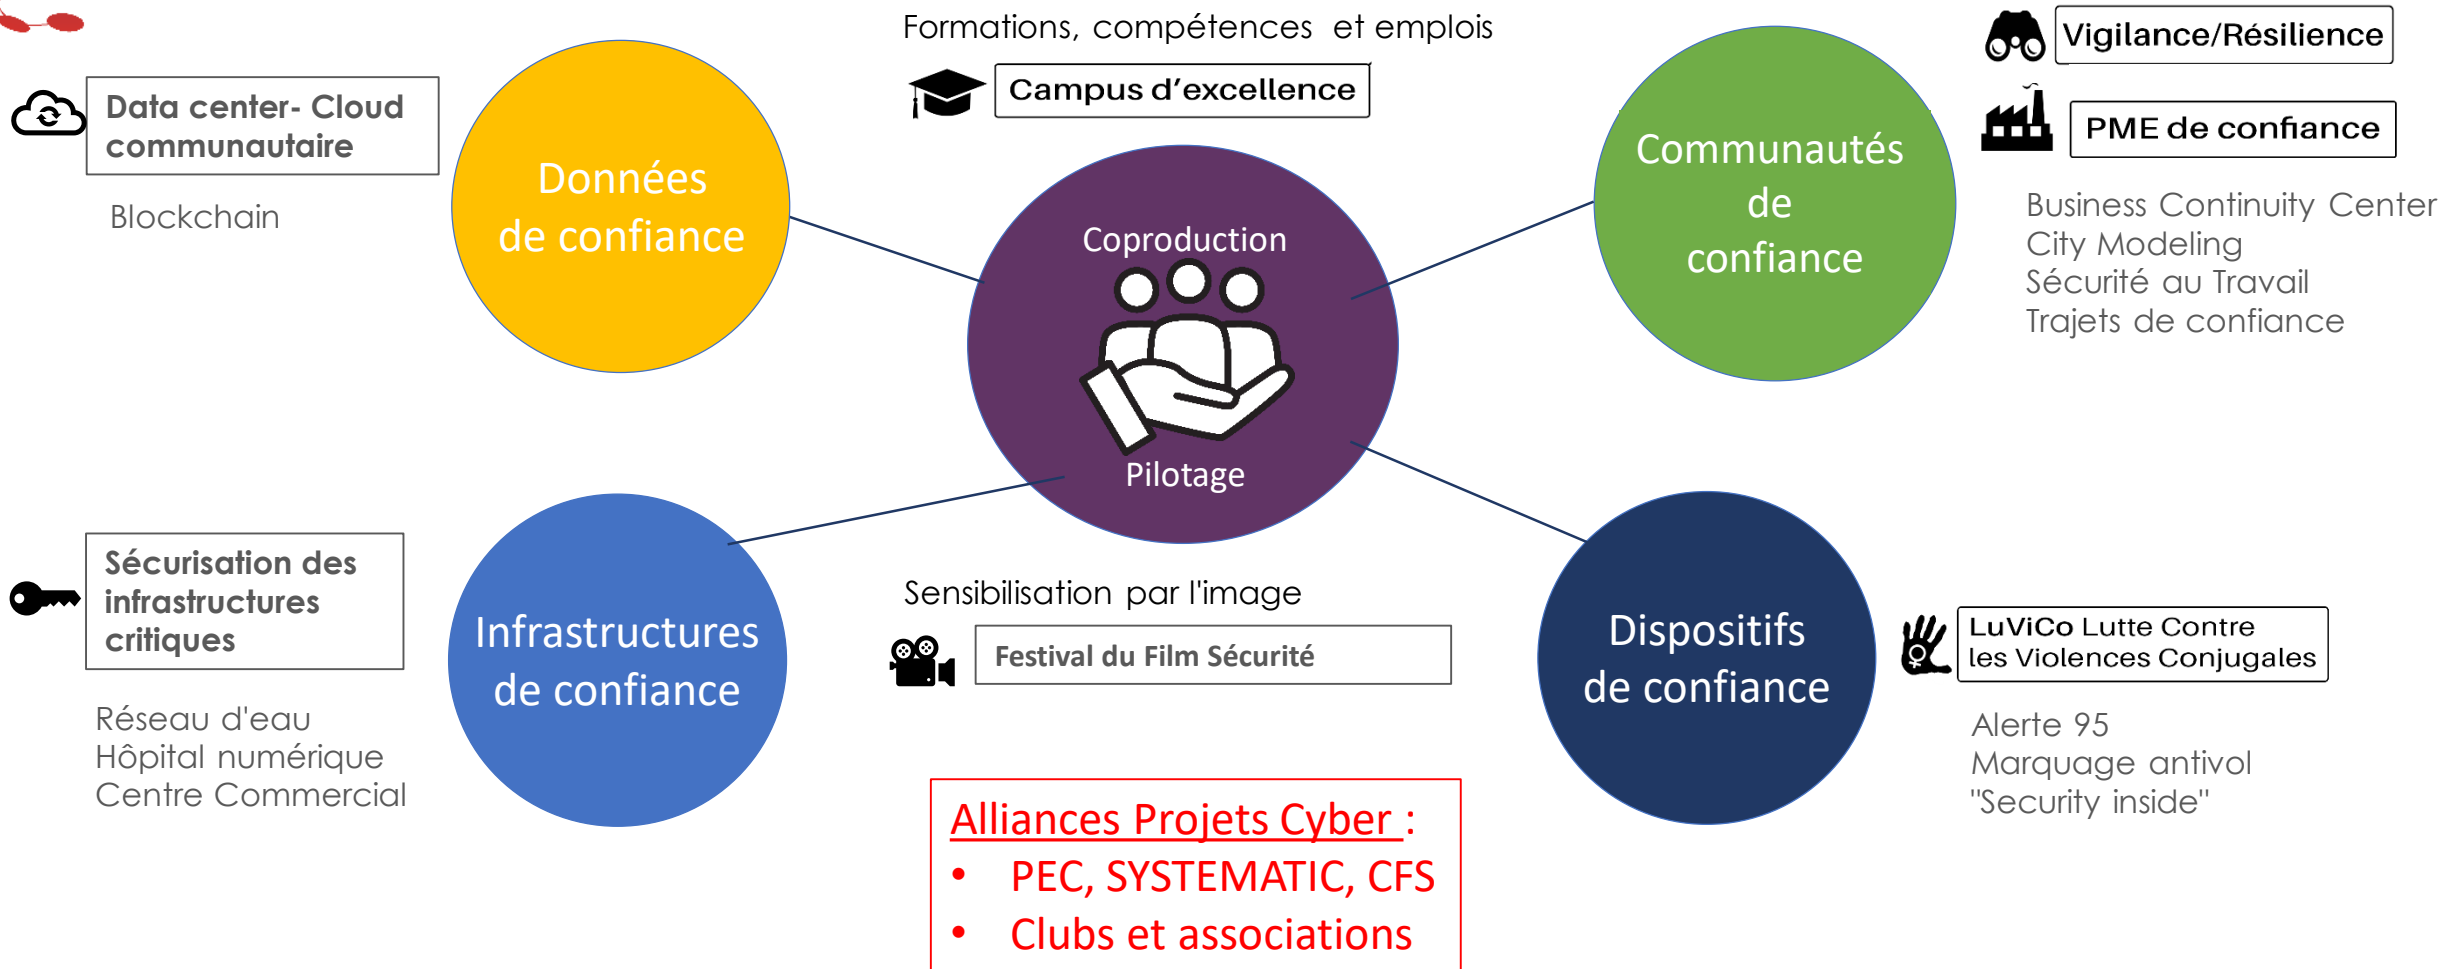 Formations, compétences et emplois
Campus d'excellence
Data center- Cloud
communautaire
Blockchain
Données
de confiance
Coproduction
Pilotage
Communautés
de
confiance
Vigilance/Résilience
PME de confiance
Business Continuity Center
City Modeling
Sécurité au Travail
Trajets de confiance
Sécurisation des
infrastructures
critiques
Réseau d'eau
Hôpital numérique
Centre Commercial
Infrastructures
de confiance
Sensibilisation par l'image
Festival du Film Sécurité
Dispositifs
de confiance
LuViCo Lutte Contre
les Violences Conjugales
Alerte 95
Marquage antivol
"Security inside"
Alliances Projets Cyber :
• PEC, SYSTEMATIC, CFS
• Clubs et associations